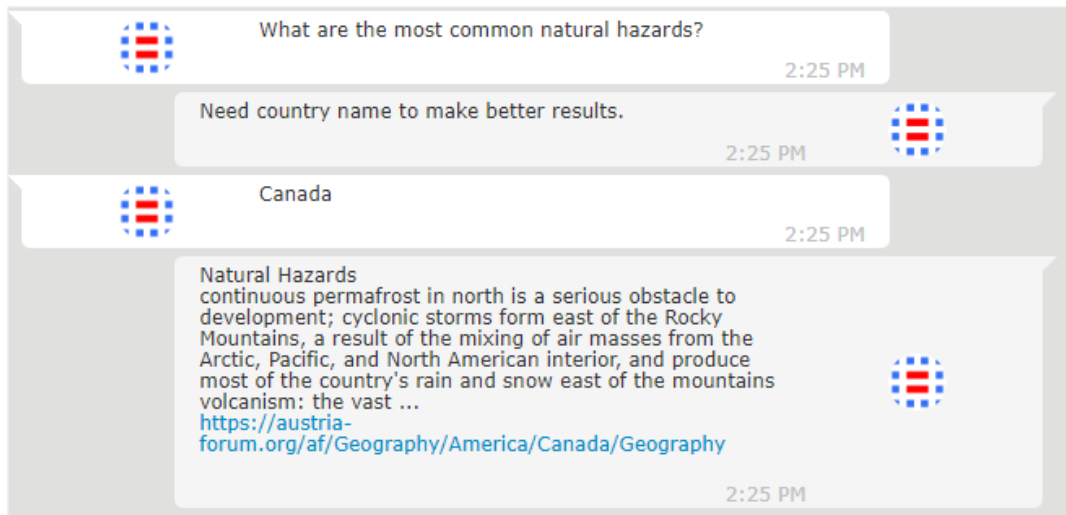 What are the most common natural hazards?
2:25 PM
Need country name to make better results.
2:25 PM
Canada
2:25 PM
Natural Hazards
continuous permafrost in north is a serious obstacle to
development; cyclonic storms form east of the Rocky
Mountains, a result of the mixing of air masses from the
Arctic, Pacific, and North American interior, and produce
most of the country's rain and snow east of the mountains
volcanism: the vast ...
https://austria-
forum.org/af/Geography/America/Canada/Geography
2:25 PM